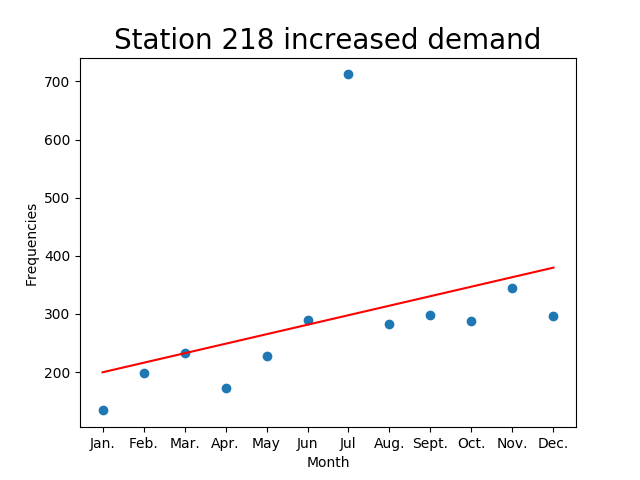 Station 218 increased demand
700
600
500
400
300
200
Frequencies
Jan. Feb. Mar. Apr. May Jun Jul Aug. Sept. Oct. Nov. Dec.
Month